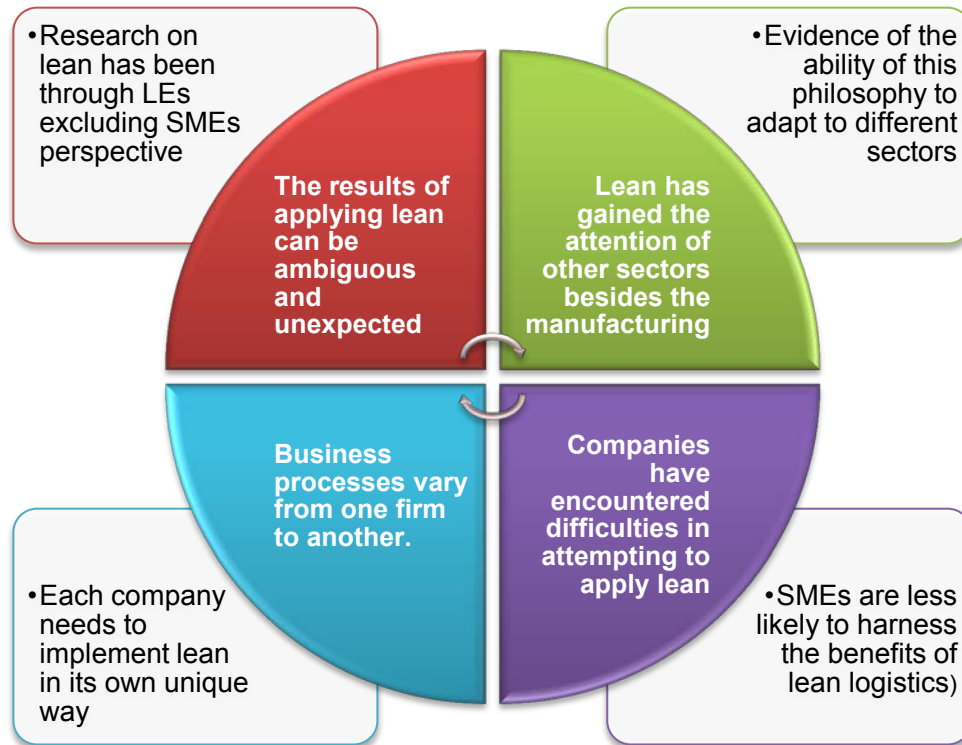 •Research on
lean has been
through LEs
excluding SMEs
perspective
•Evidence of the
ability of this
philosophy to
adapt to different
sectors
The results of
applying lean
can be
ambiguous
and
unexpected
Lean has
gained the
attention of
other sectors
besides the
manufacturing
Business
processes vary
from one firm
to another.
Companies
have
encountered
difficulties in
attempting to
apply lean
•Each company
needs to
implement lean
in its own unique
way
•SMEs are less
likely to harness
the benefits of
lean logistics)